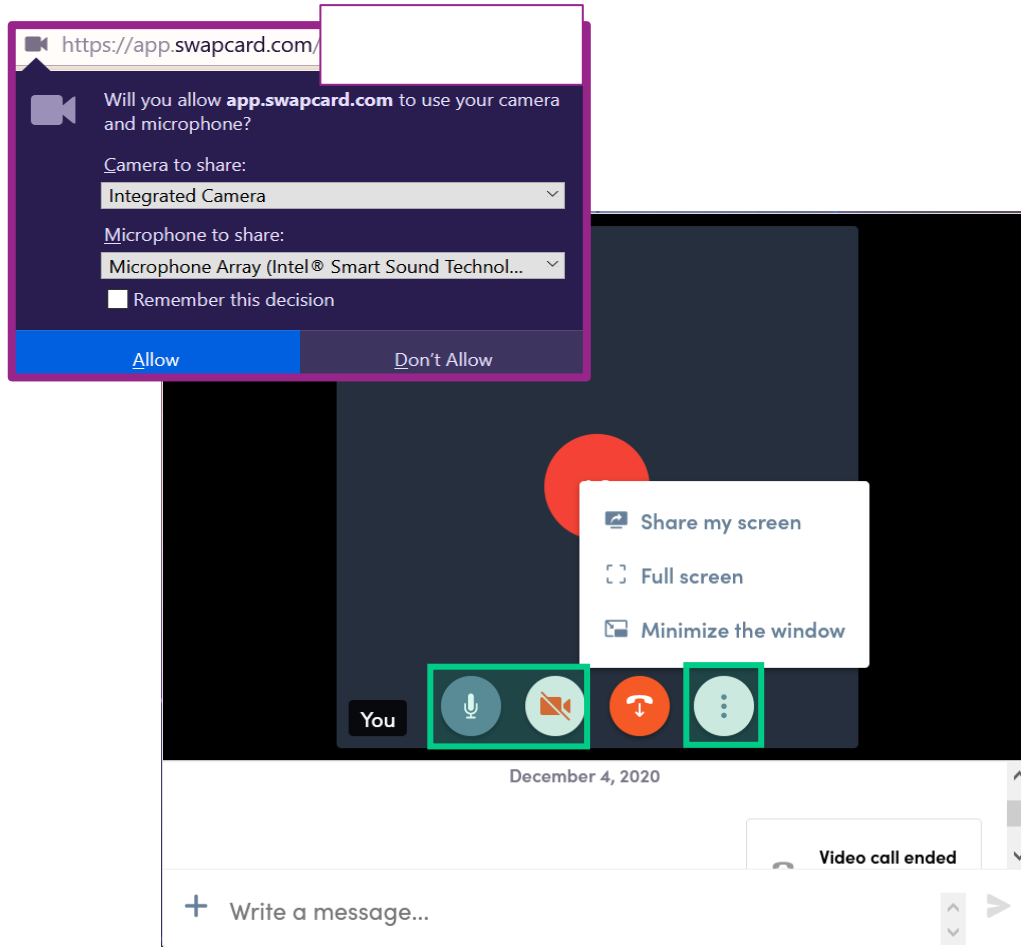 https://app.swapcard.com/
Will you allow app.swapcard.com to use your camera
and microphone?
Camera to share:
Integrated Camera
Microphone to share:
Microphone Array (Intel® Smart Sound Technol...
Remember this decision
Allow
Don't Allow
Share my screen
Full screen
Minimize the window
You
December 4, 2020
Video call ended
Write a message...